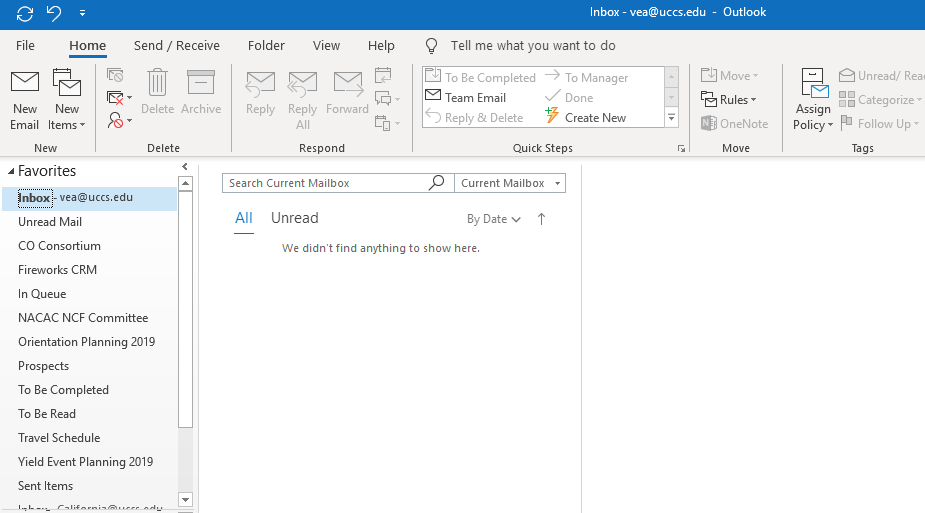 Inbox - vea@uccs.edu - Outlook
File Home Send / Receive Folder View Help Tell me what you want to do
New Email
New Items
Delete
Archive
Reply
Reply All
Forward
To Be Completed
Team Email
Reply & Delete
To Manager
Done
Create New
Move
Rules
OneNote
Assign Policy
Unread/ Rea
Categorize
Follow Up
New Delete Respond Quick Steps Move Tags
Favorites
Inbox - vea@uccs.edu
Unread Mail
CO Consortium
Fireworks CRM
In Queue
NACAC NCF Committee
Orientation Planning 2019
Prospects
To Be Completed
To Be Read
Travel Schedule
Yield Event Planning 2019
Sent Items
Inbox - California@uccs.edu
Search Current Mailbox Current Mailbox
All Unread By Date
We didn't find anything to show here.